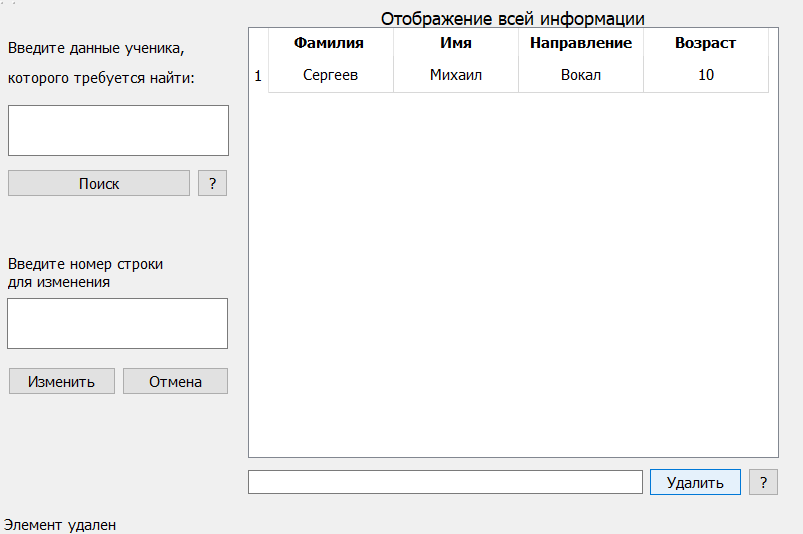 Отображение всей информации
Введите данные ученика,
которого требуется найти:
Поиск
?
Введите номер строки
для изменения
Изменить
Отмена
Фамилия Имя Направление Возраст
1 Сергеев Михаил Вокал 10
Удалить
?
Элемент удален